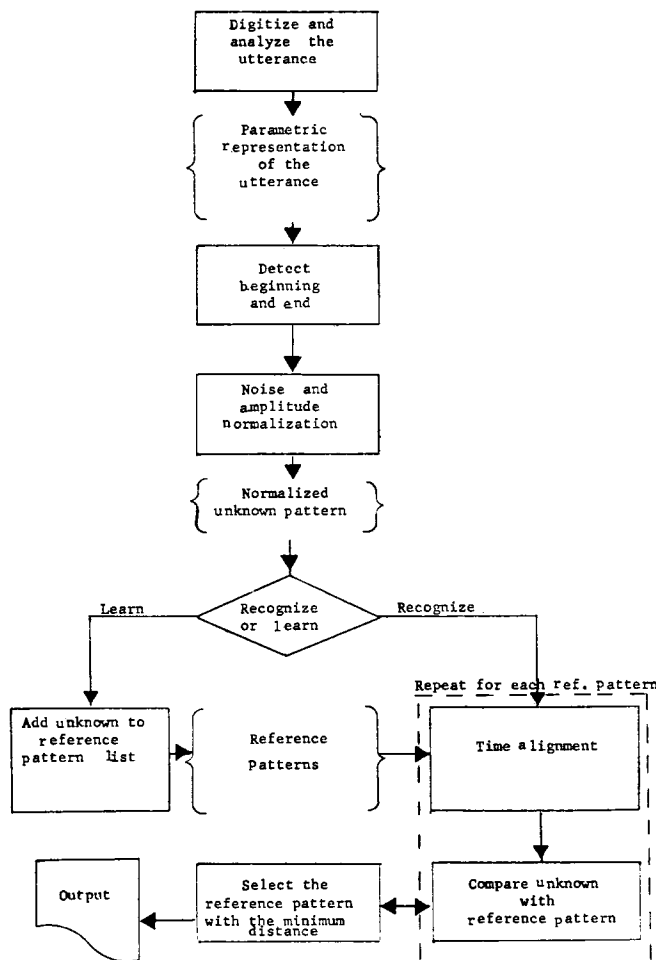 Digitize and
analyze the
utterance
Parametric
representation
of the
utterance
Detect
beginning
and end
Noise and
amplitude
normalization
Normalized
unknown pattern
Recognize
or learn
Learn
Recognize
Repeat for each ref. pattern
Add unknown to
reference
pattern list
Reference
Patterns
Time alignment
Output
Select the
reference pattern
with the minimum
distance
Compare unknown
with
reference pattern